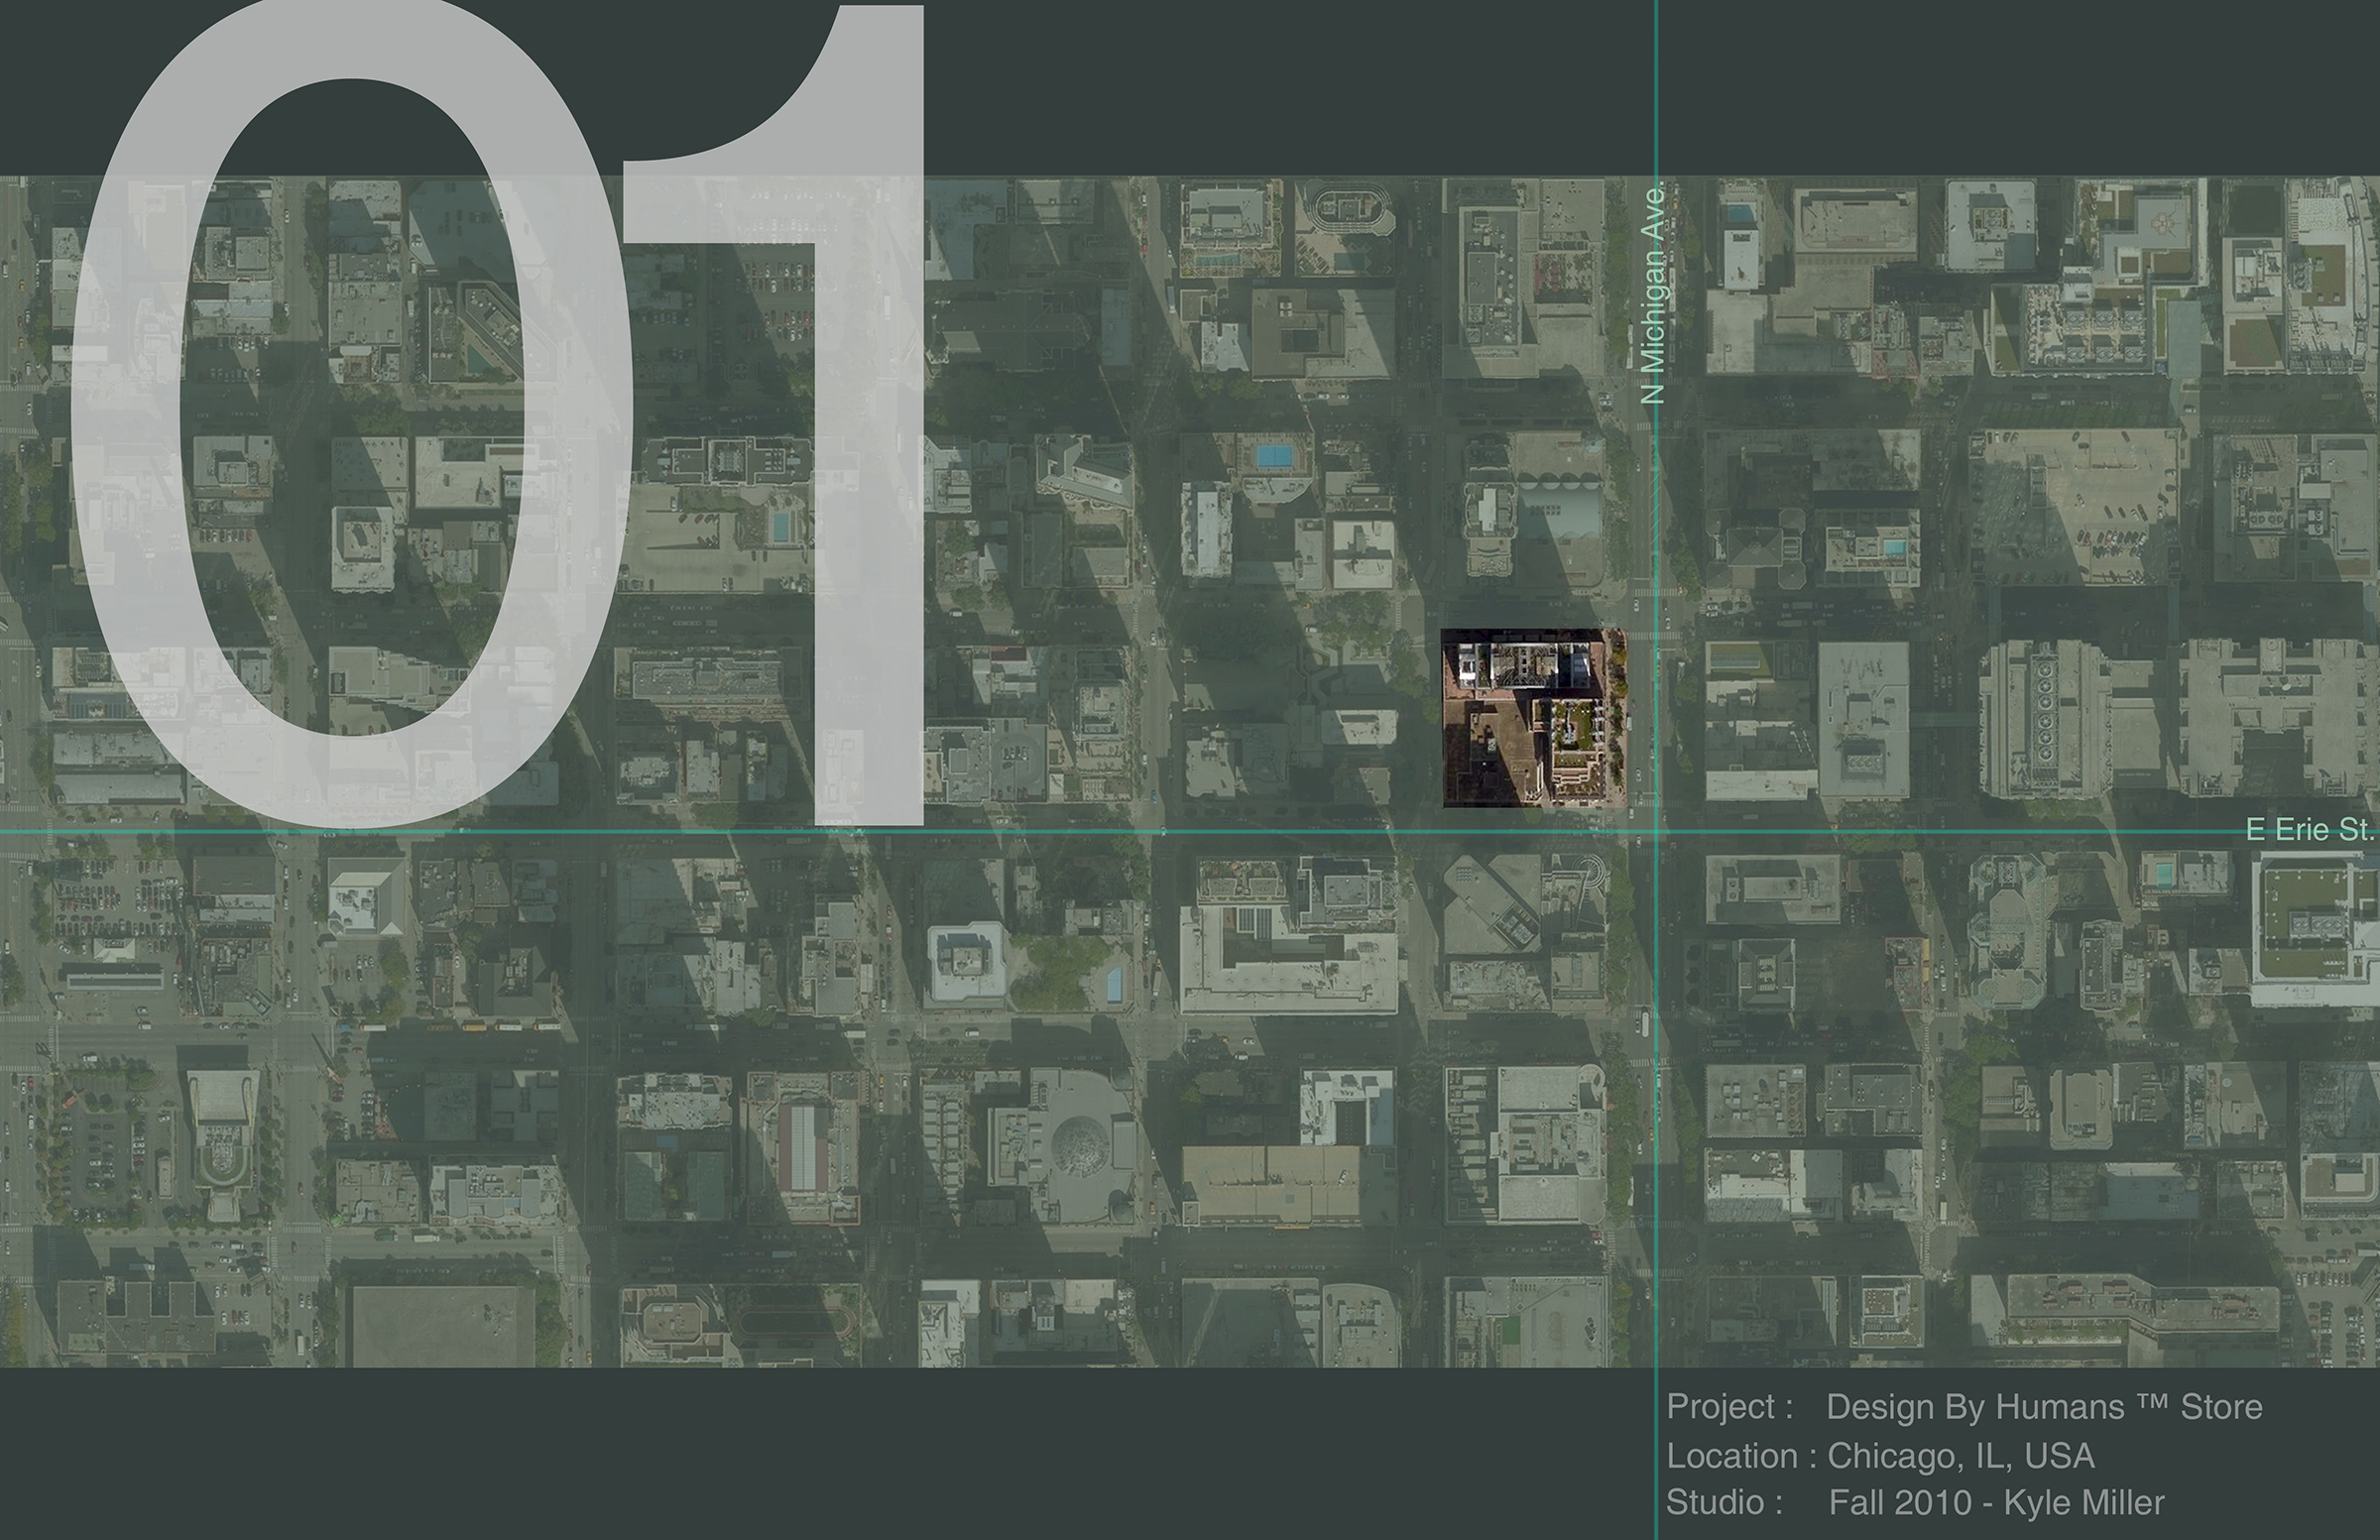 01
N Michigan Ave.
E Erie St.
Project : Design By Humans ™ Store
Location : Chicago, IL, USA
Studio : Fall 2010 - Kyle Miller